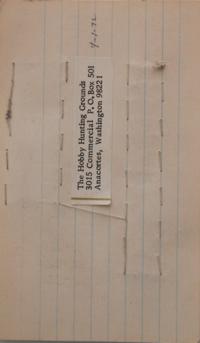 4-1-72
The Hobby Hunting Grounds
3015 Commercial P. O. Box 501
Anacortes, Washington 98221